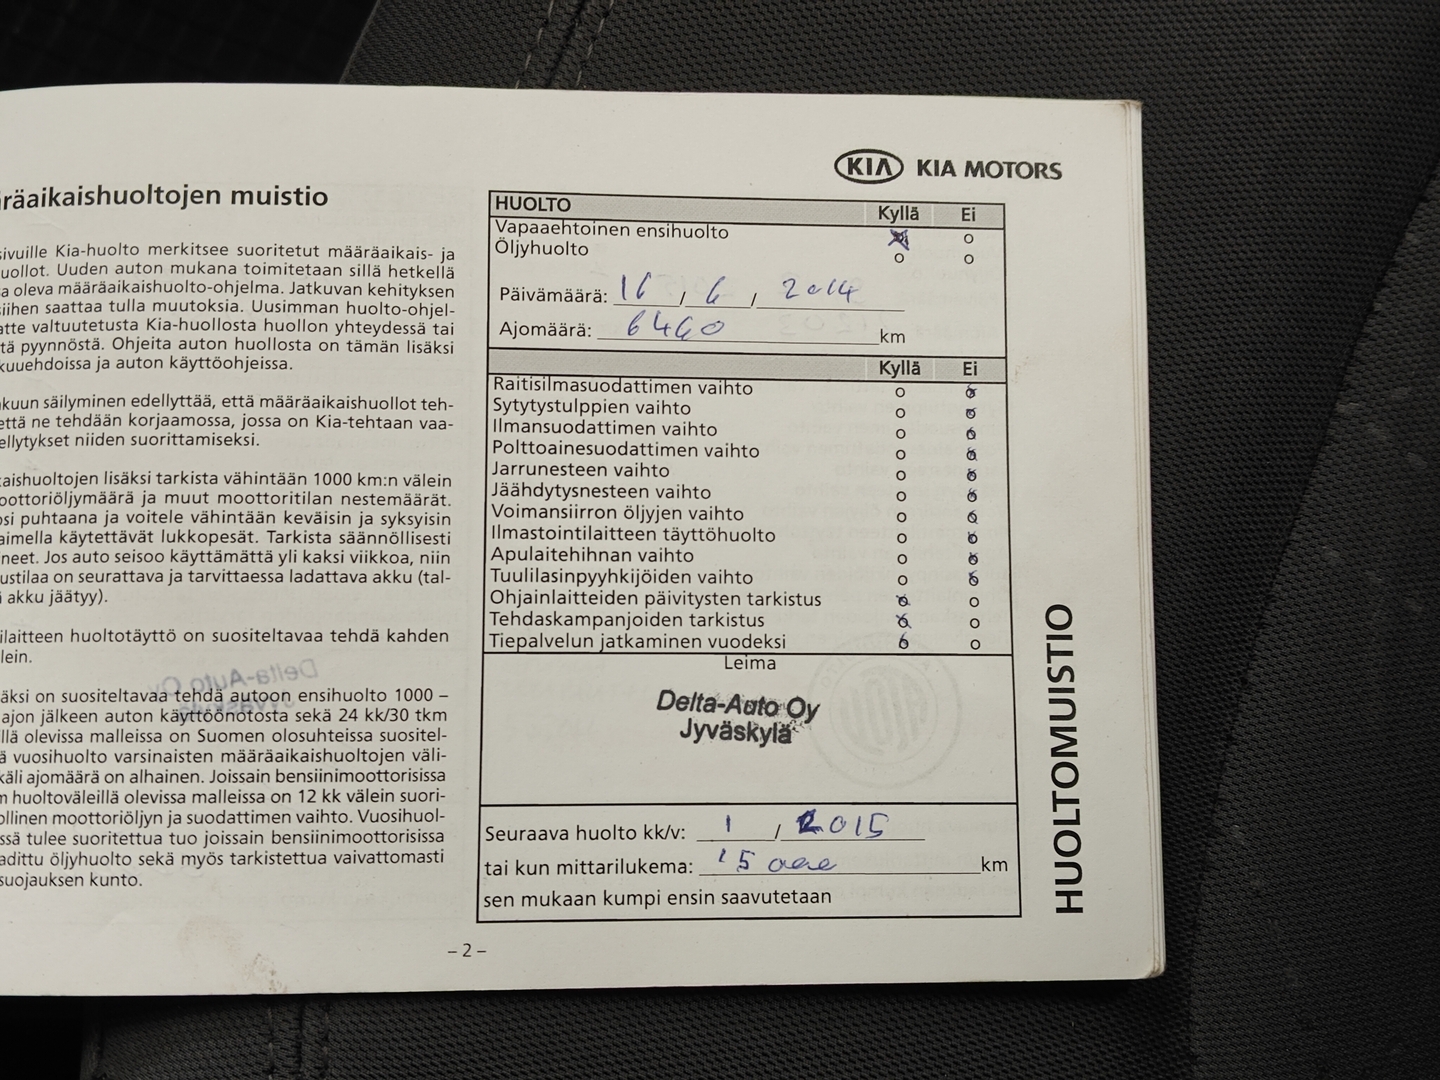 KIA KIA MOTORS
räaikaishuoltojen muistio
sivuille Kia-huolto merkitsee suoritetut määräaikais- ja
uollot. Uuden auton mukana toimitetaan sillä hetkellä
a oleva määräaikaishuolto-ohjelma. Jatkuvan kehityksen
siihen saattaa tulla muutoksia. Uusimman huolto-ohjel-
atte valtuutetusta Kia-huollosta huollon yhteydessä tai
tä pyynnöstä. Ohjeita auton huollosta on tämän lisäksi
kuuehdoissa ja auton käyttöohjeissa.
akuun säilyminen edellyttää, että määräaikaishuollot teh-
että ne tehdään korjaamossa, jossa on Kia-tehtaan vaa-
ellytykset niiden suorittamiseksi.
kaishuoltojen lisäksi tarkista vähintään 1000 km:n välein
oottoriöljymäärä ja muut moottoritilan nestemäärät.
osi puhtaana ja voitele vähintään keväisin ja syksyisin
aimella käytettävät lukkopesät. Tarkista säännöllisesti
neet. Jos auto seisoo käyttämättä yli kaksi viikkoa, niin
ustilaa on seurattava ja tarvittaessa ladattava akku (tal-
ä akku jäätyy).
ilaitteen huoltotäyttö on suositeltavaa tehdä kahden
lein.
äksi on suositeltavaa tehdä autoon ensihuolto 1000 –
ajon jälkeen auton käyttöönotosta sekä 24 kk/30 tkm
llä olevissa malleissa on Suomen olosuhteissa suositel-
ä vuosihuolto varsinaisten määräaikaishuoltojen väli-
käli ajomäärä on alhainen. Joissain bensiinimoottorisissa
n huoltoväleillä olevissa malleissa on 12 kk välein suori-
ollinen moottoriöljyn ja suodattimen vaihto. Vuosihuol-
ssä tulee suoritettua tuo joissain bensiinimoottorisissa
adittu öljyhuolto sekä myös tarkistettua vaivattomasti
suojauksen kunto.
HUOLTO Kyllä Ei
Vapaaehtoinen ensihuolto
Öljyhuolto
Päivämäärä: 16 / 6 / 2014
Ajomäärä: 6460 km
Kyllä Ei
Raitisilmasuodattimen vaihto
Sytytystulppien vaihto
Ilmansuodattimen vaihto
Polttoainesuodattimen vaihto
Jarrunesteen vaihto
Jäähdytysnesteen vaihto
Voimansiirron öljyjen vaihto
Ilmastointilaitteen täyttöhuolto
Apulaitehihnan vaihto
Tuulilasinpyyhkijöiden vaihto
Ohjainlaitteiden päivitysten tarkistus
Tehdaskampanjoiden tarkistus
Tiepalvelun jatkaminen vuodeksi
Leima
Delta-Auto Oy
Jyväskylä
Seuraava huolto kk/v: 1 / 2015
tai kun mittarilukema: 15000 km
sen mukaan kumpi ensin saavutetaan
HUOLTOMUISTIO
– 2 –